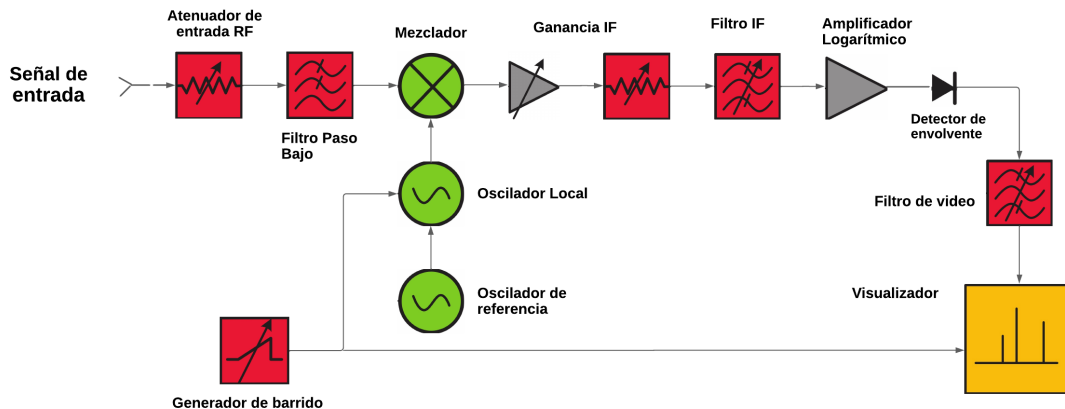 Atenuador de
entrada RF
Mezclador
Ganancia IF
Filtro IF
Amplificador
Logarítmico
Señal de
entrada
Filtro Paso
Bajo
Detector de
envolvente
Oscilador Local
Filtro de video
Oscilador de
referencia
Visualizador
Generador de barrido